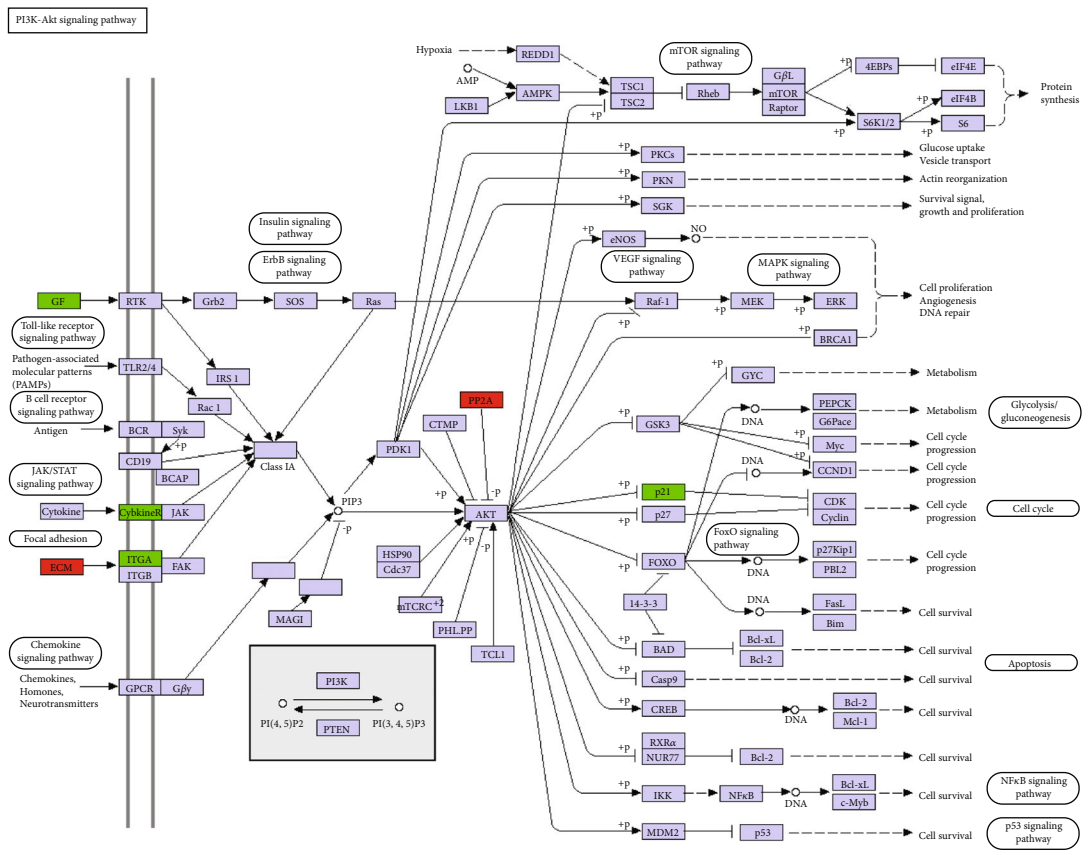 PI3K-Akt signaling pathway
Hypoxia
REDD1
AMP
LKB1
AMPK
TSC1
TSC2
+p
mTOR signaling
pathway
Rheb
GβL
mTOR
Raptor
+p
4EBPs
eIF4E
S6K1/2
+p
+p
eIF4B
S6
+p
Protein
synthesis
+p
PKCs
Glucose uptake
Vesicle transport
+p
PKN
Actin reorganization
+p
SGK
Survival signal,
growth and proliferation
Insulin signaling
pathway
ErbB signaling
pathway
+p
eNOS
NO
VEGF signaling
pathway
MAPK signaling
pathway
GF
RTK
Grb2
SOS
Ras
Raf-1
+p
+p
MEK
+p
ERK
+p
BRCA1
Cell proliferation
Angiogenesis
DNA repair
Toll-like receptor
signaling pathway
Pathogen-associated
molecular patterns
(PAMPs)
TLR2/4
IRS 1
Rac 1
B cell receptor
signaling pathway
Antigen
BCR
Syk
+p
CD19
BCAP
Class IA
JAK/STAT
signaling pathway
Cytokine
CybkineR
JAK
Focal adhesion
ECM
ITGA
ITGB
FAK
PDK1
CTMP
PP2A
PIP3
-p
+p
-p
AKT
+p
-p
HSP90
Cdc37
mTCRC+2
PHLPP
TCL1
MAGI
Chemokine
signaling pathway
Chemokines,
Homones,
Neurotransmitters
GPCR
Gβγ
PI3K
PI(4, 5)P2
PI(3, 4, 5)P3
PTEN
+p
GYC
Metabolism
+p
GSK3
DNA
PEPCK
G6Pace
Metabolism
Glycolysis/
gluconeogenesis
+p
Myc
Cell cycle
progression
DNA
+p
CCND1
Cell cycle
progression
+p
p21
+p
p27
CDK
Cyclin
Cell cycle
progression
Cell cycle
FoxO signaling
pathway
+p
FOXO
DNA
p27Kip1
PBL2
Cell cycle
progression
14-3-3
DNA
FasL
Bim
Cell survival
+p
BAD
Bcl-xL
Bcl-2
Cell survival
Apoptosis
+p
Casp9
Cell survival
+p
CREB
DNA
Bcl-2
Mcl-1
Cell survival
+p
RXRα
NUR77
Bcl-2
Cell survival
+p
IKK
NFκB
DNA
Bcl-xL
c-Myb
Cell survival
NFκB signaling
pathway
+p
MDM2
p53
Cell survival
p53 signaling
pathway